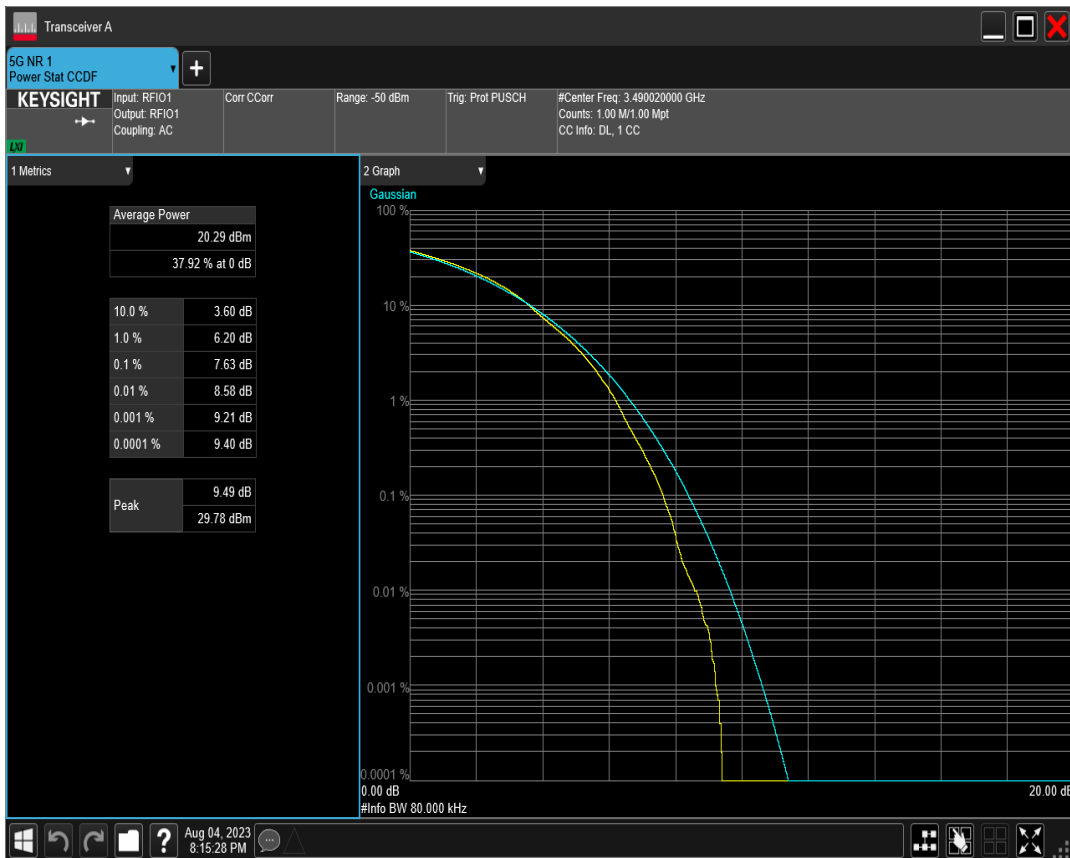 Transceiver A
5G NR 1
Power Stat CCDF
+
KEYSIGHT
LXI
Input: RFIO1
Output: RFIO1
Coupling: AC
Corr CCorr
Range: -50 dBm
Trig: Prot PUSCH
#Center Freq: 3.490020000 GHz
Counts: 1.00 M/1.00 Mpt
CC Info: DL, 1 CC
1 Metrics
Average Power
20.29 dBm
37.92 % at 0 dB
10.0 % 3.60 dB
1.0 % 6.20 dB
0.1 % 7.63 dB
0.01 % 8.58 dB
0.001 % 9.21 dB
0.0001 % 9.40 dB
Peak
9.49 dB
29.78 dBm
2 Graph
Gaussian
100 %
10 %
1 %
0.1 %
0.01 %
0.001 %
0.0001 %
0.00 dB
20.00 dB
#Info BW 80.000 kHz
?
Aug 04, 2023
8:15:28 PM